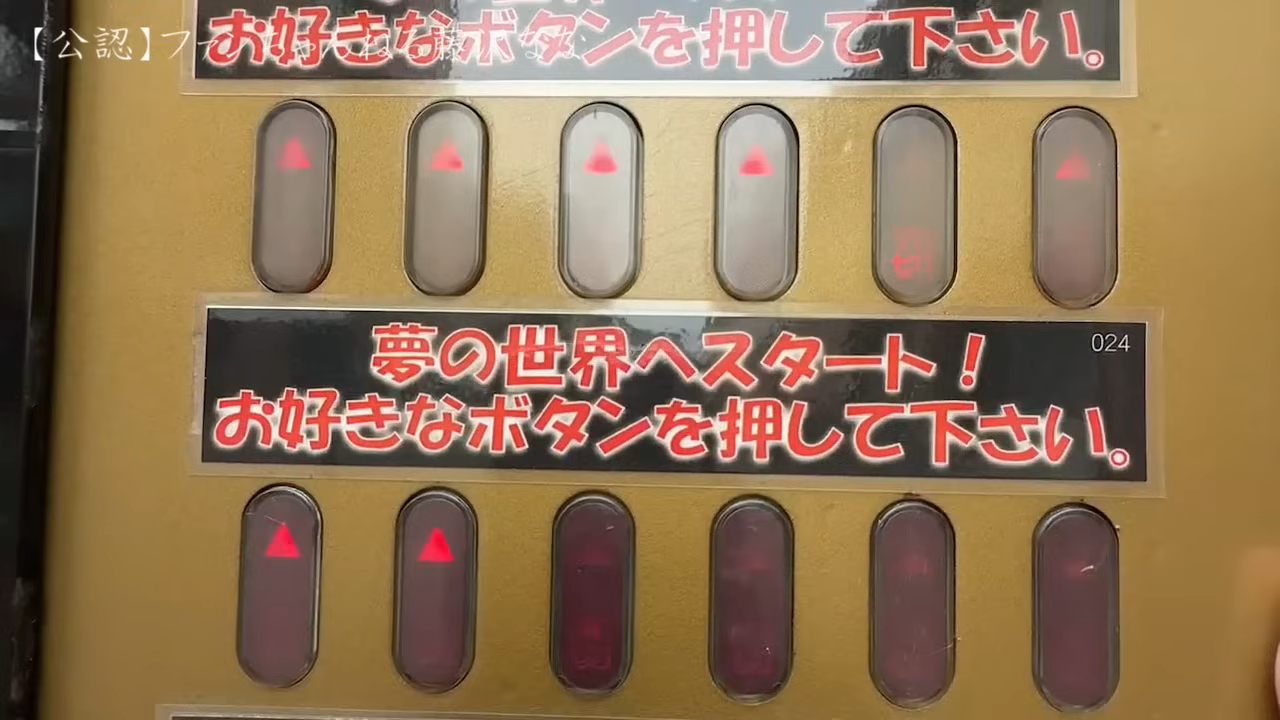 【公認】
お好きなボタンを押して下さい。
024
夢の世界へスタート！
お好きなボタンを押して下さい。